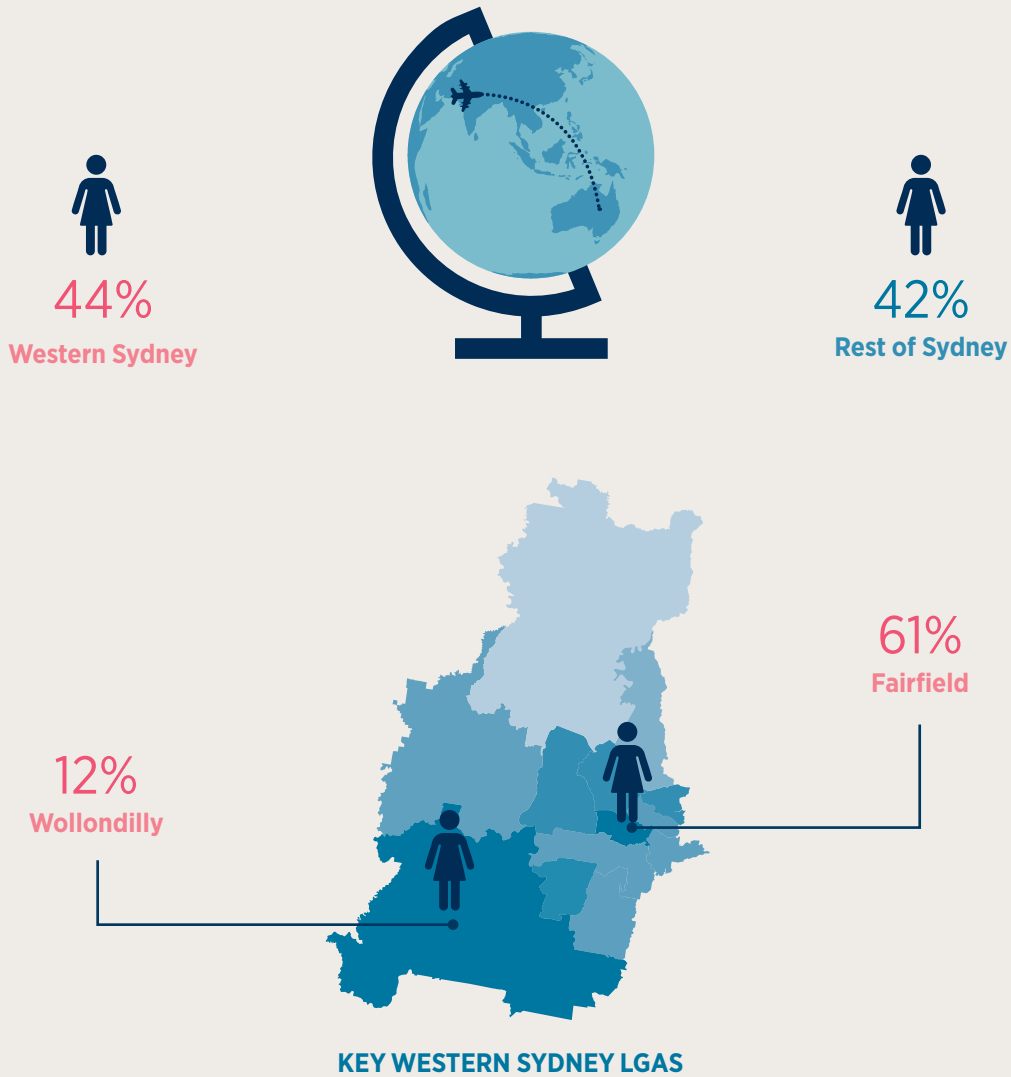 44%
Western Sydney
42%
Rest of Sydney
61%
Fairfield
12%
Wollondilly
KEY WESTERN SYDNEY LGAS